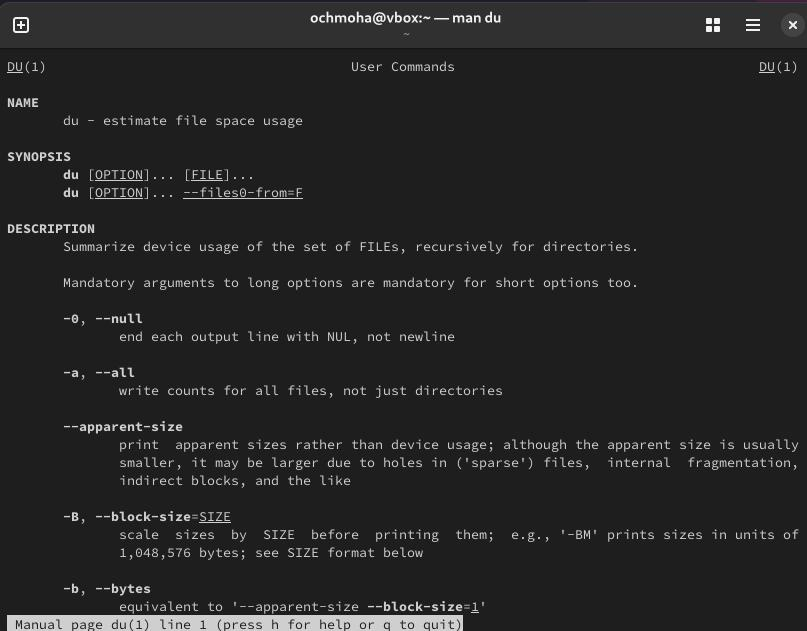 ochmoha@vbox:~ — man du
~
DU(1) User Commands DU(1)
NAME
du - estimate file space usage
SYNOPSIS
du [OPTION]... [FILE]...
du [OPTION]... --files0-from=F
DESCRIPTION
Summarize device usage of the set of FILEs, recursively for directories.
Mandatory arguments to long options are mandatory for short options too.
-0, --null
end each output line with NUL, not newline
-a, --all
write counts for all files, not just directories
--apparent-size
print apparent sizes rather than device usage; although the apparent size is usually
smaller, it may be larger due to holes in ('sparse') files, internal fragmentation,
indirect blocks, and the like
-B, --block-size=SIZE
scale sizes by SIZE before printing them; e.g., '-BM' prints sizes in units of
1,048,576 bytes; see SIZE format below
-b, --bytes
equivalent to '--apparent-size --block-size=1'
Manual page du(1) line 1 (press h for help or q to quit)